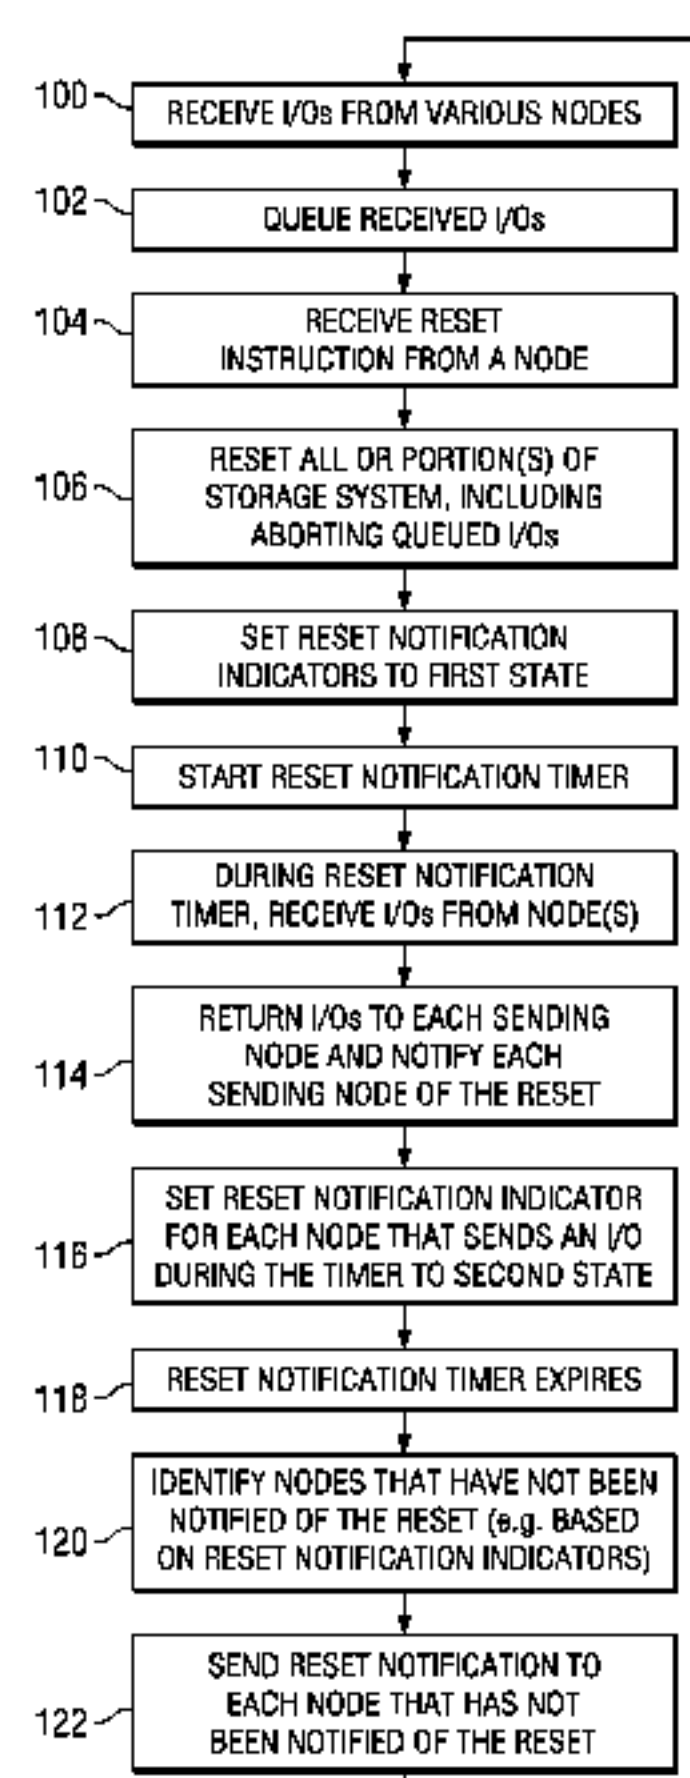 100
RECEIVE I/Os FROM VARIOUS NODES
102
QUEUE RECEIVED I/Os
104
RECEIVE RESET
INSTRUCTION FROM A NODE
106
RESET ALL OR PORTION(S) OF
STORAGE SYSTEM, INCLUDING
ABORTING QUEUED I/Os
108
SET RESET NOTIFICATION
INDICATORS TO FIRST STATE
110
START RESET NOTIFICATION TIMER
112
DURING RESET NOTIFICATION
TIMER, RECEIVE I/Os FROM NODE(S)
114
RETURN I/Os TO EACH SENDING
NODE AND NOTIFY EACH
SENDING NODE OF THE RESET
116
SET RESET NOTIFICATION INDICATOR
FOR EACH NODE THAT SENDS AN I/O
DURING THE TIMER TO SECOND STATE
118
RESET NOTIFICATION TIMER EXPIRES
120
IDENTIFY NODES THAT HAVE NOT BEEN
NOTIFIED OF THE RESET (e.g. BASED
ON RESET NOTIFICATION INDICATORS)
122
SEND RESET NOTIFICATION TO
EACH NODE THAT HAS NOT
BEEN NOTIFIED OF THE RESET